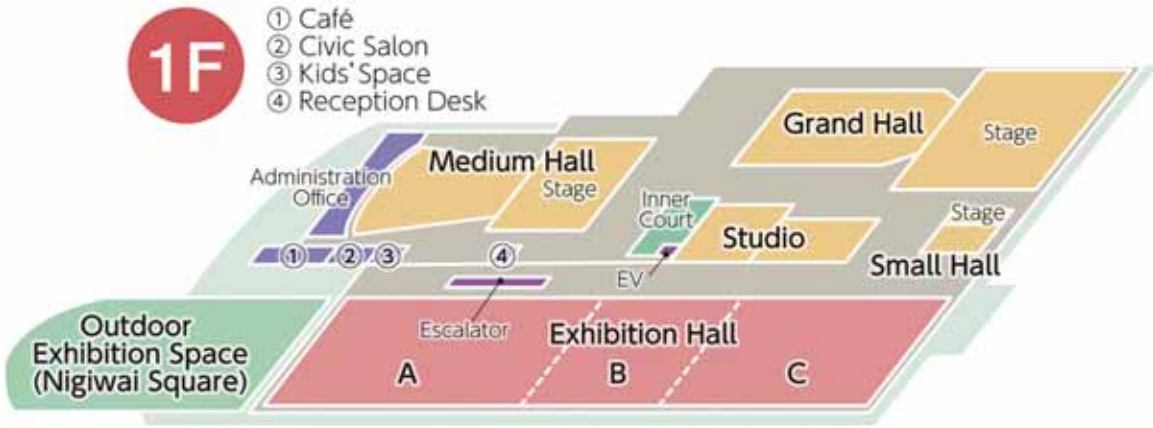 1F
① Café
② Civic Salon
③ Kids' Space
④ Reception Desk
Grand Hall
Stage
Medium Hall
Stage
Administration
Office
Inner
Court
Studio
Stage
Small Hall
①
②
③
④
EV
Escalator
Outdoor
Exhibition Space
(Nigiwai Square)
Exhibition Hall
A
B
C